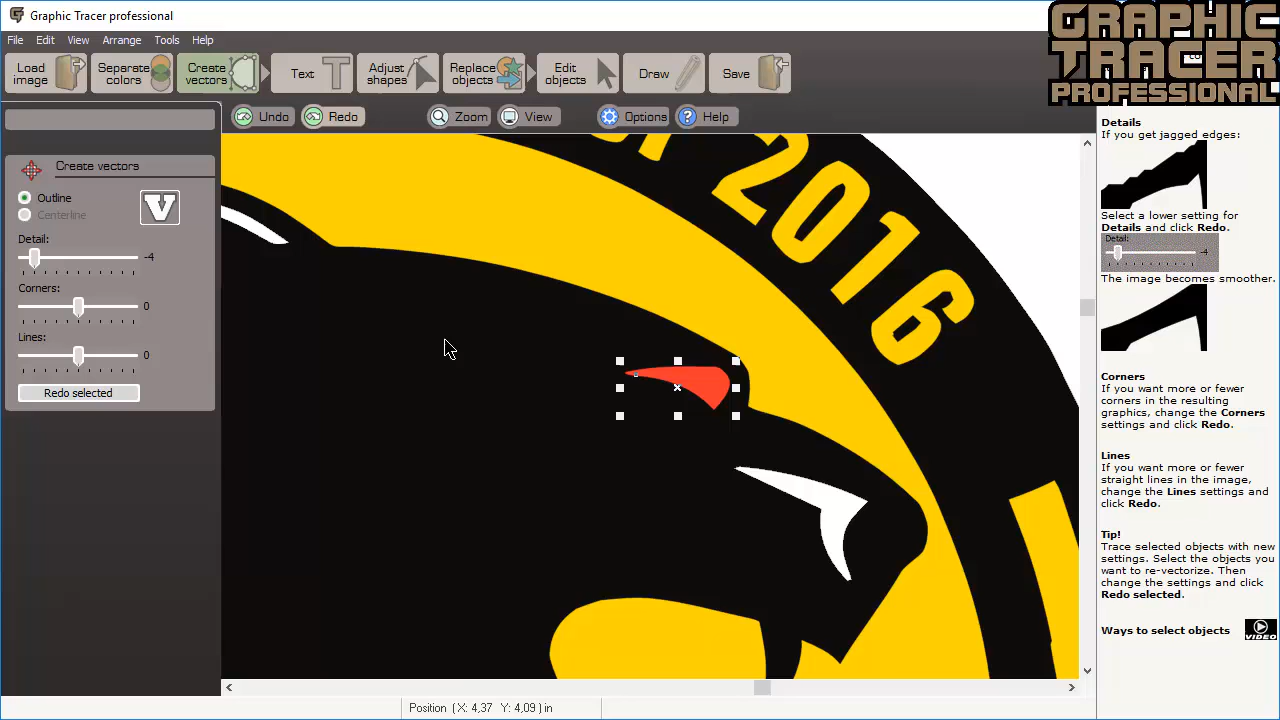 Graphic Tracer professional
File Edit View Arrange Tools Help
GRAPHIC
TRACER
PROFESSIONAL
Load
image
Separate
colors
Create
vectors
Text
Adjust
shapes
Replace
objects
Edit
objects
Draw
Save
Undo Redo Zoom View Options Help
Create vectors
Outline
Centerline
V
Detail:
-4
Corners:
0
Lines:
0
Redo selected
2016
Details
If you get jagged edges:
Select a lower setting for
Details and click Redo.
Detail:
-4
The image becomes smoother.
Corners
If you want more or fewer
corners in the resulting
graphics, change the Corners
settings and click Redo.
Lines
If you want more or fewer
straight lines in the image,
change the Lines settings and
click Redo.
Tip!
Trace selected objects with new
settings. Select the objects you
want to re-vectorize. Then
change the settings and click
Redo selected.
Ways to select objects
VIDEO
Position ( X: 4,37 Y: 4,09 ) in